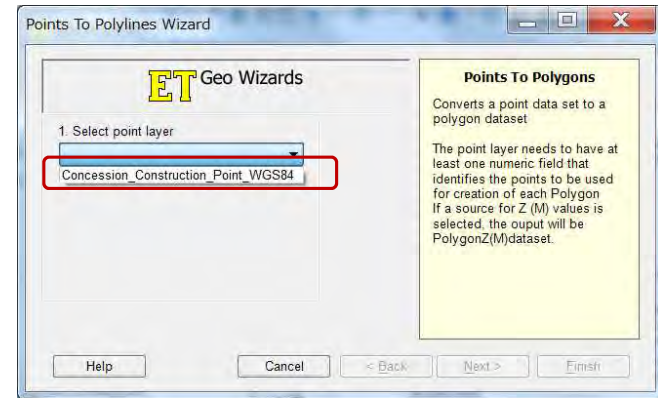 Points To Polylines Wizard
ET Geo Wizards
1. Select point layer
Concession_Construction_Point_WGS84
Points To Polygons
Converts a point data set to a
polygon dataset
The point layer needs to have at
least one numeric field that
identifies the points to be used
for creation of each Polygon
If a source for Z (M) values is
selected, the ouput will be
PolygonZ(M)dataset.
Help
Cancel
< Back
Next >
Finish